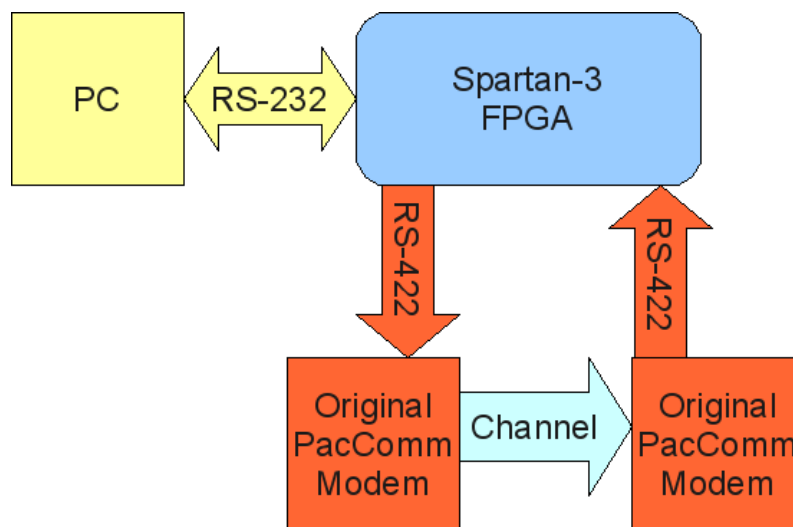 PC
RS-232
Spartan-3
FPGA
RS-422
RS-422
Original
PacComm
Modem
Channel
Original
PacComm
Modem